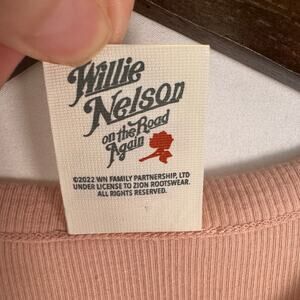 Willie
Nelson
on the Road
Again
©2022 WN FAMILY PARTNERSHIP, LTD
UNDER LICENSE TO ZION ROOTSWEAR.
ALL RIGHTS RESERVED.